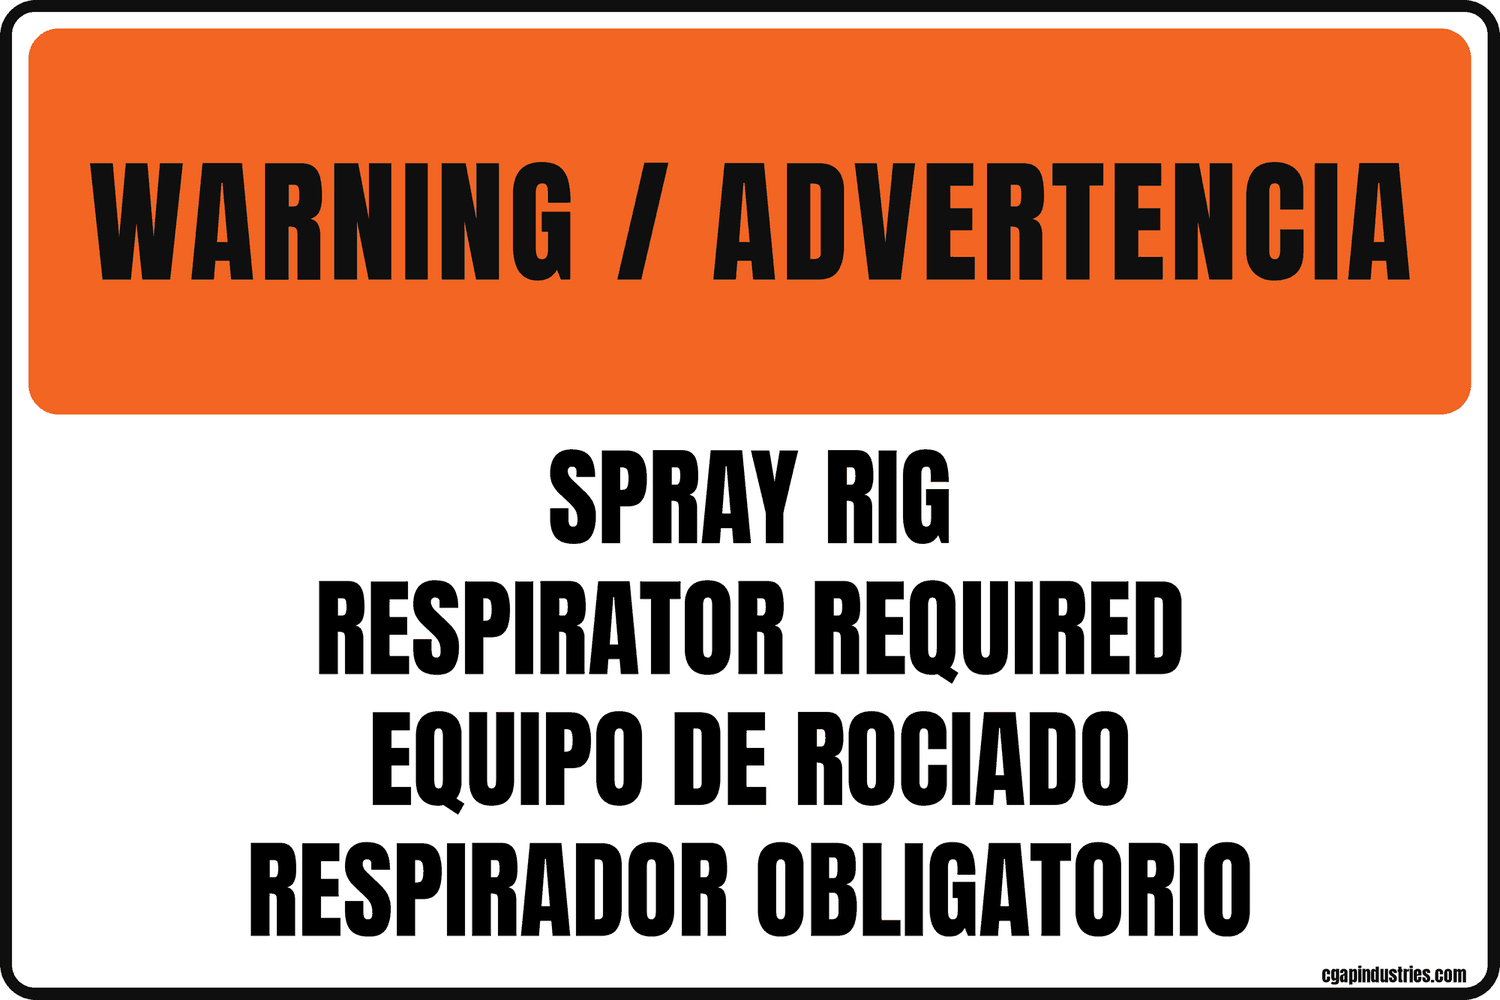 WARNING / ADVERTENCIA
SPRAY RIG
RESPIRATOR REQUIRED
EQUIPO DE ROCIADO
RESPIRADOR OBLIGATORIO
cgapindustries.com